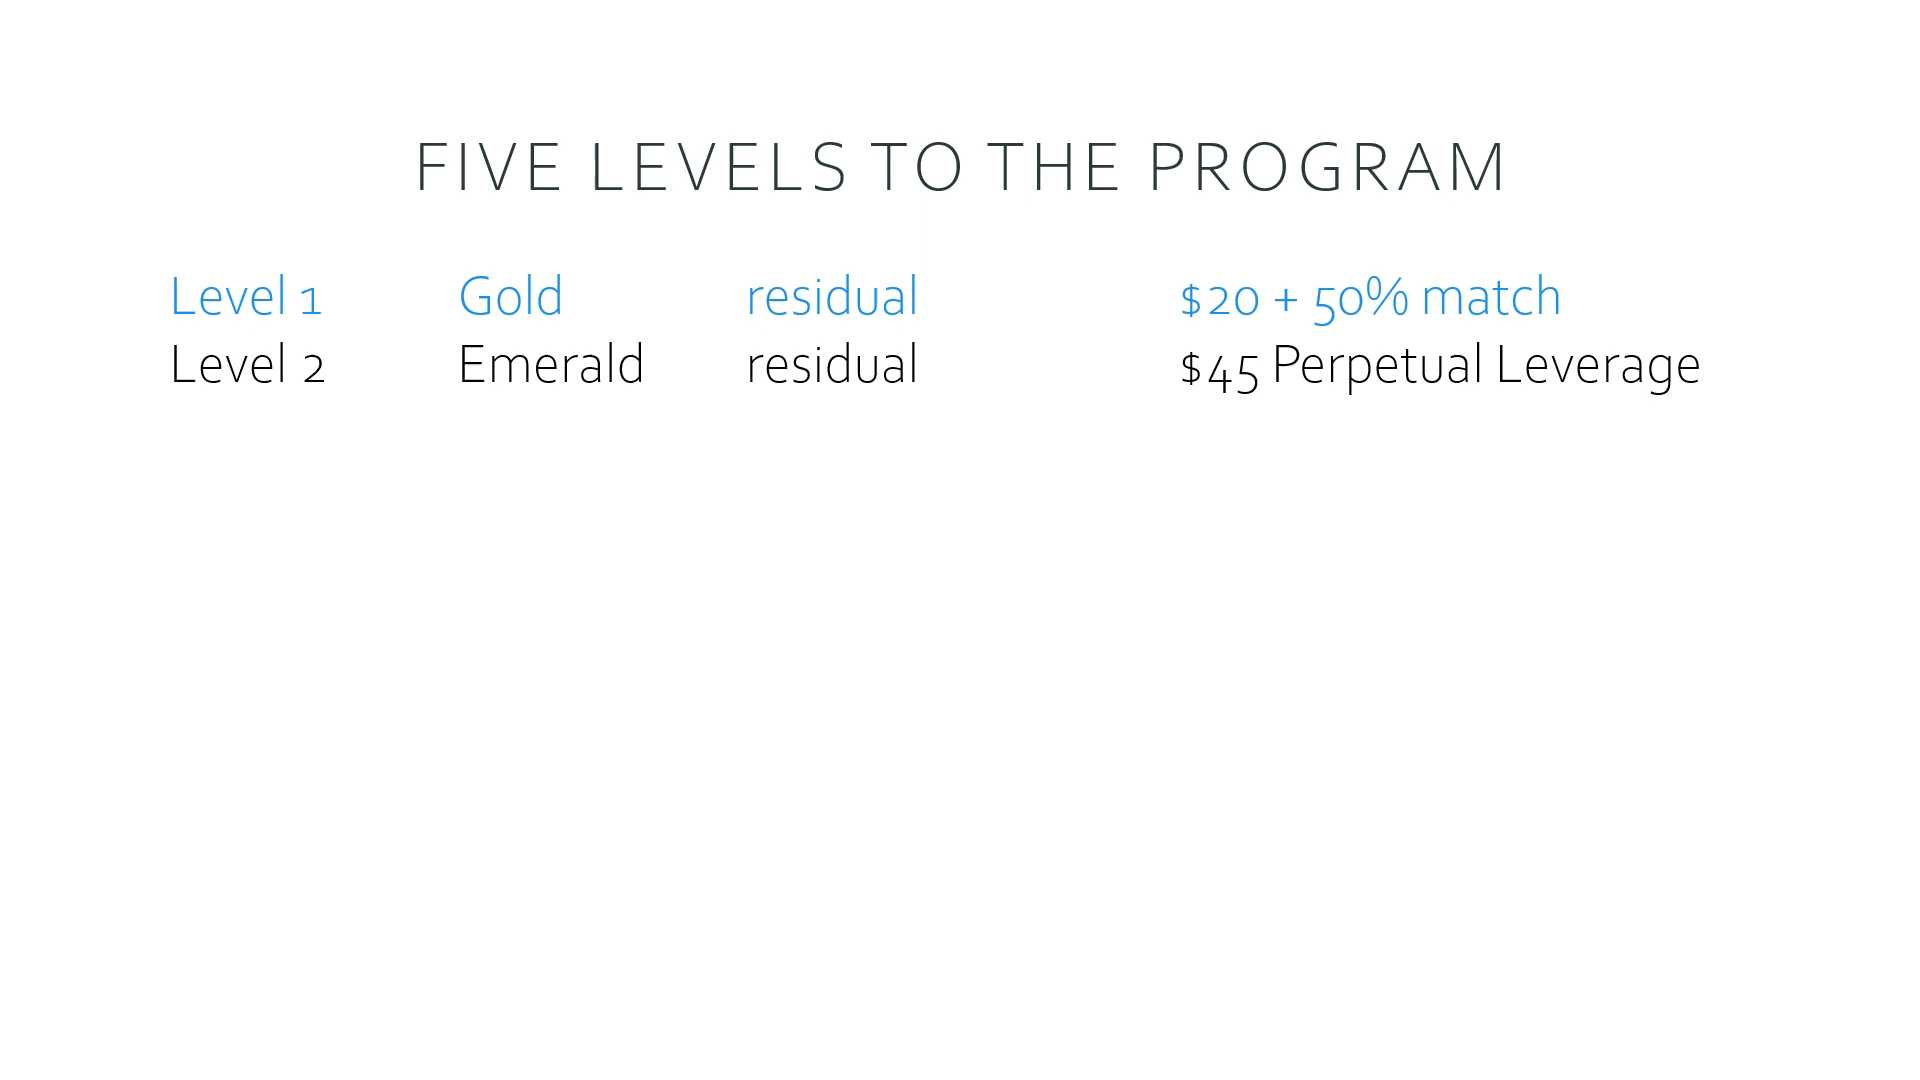 FIVE LEVELS TO THE PROGRAM
Level 1 Gold residual $20 + 50% match
Level 2 Emerald residual $45 Perpetual Leverage